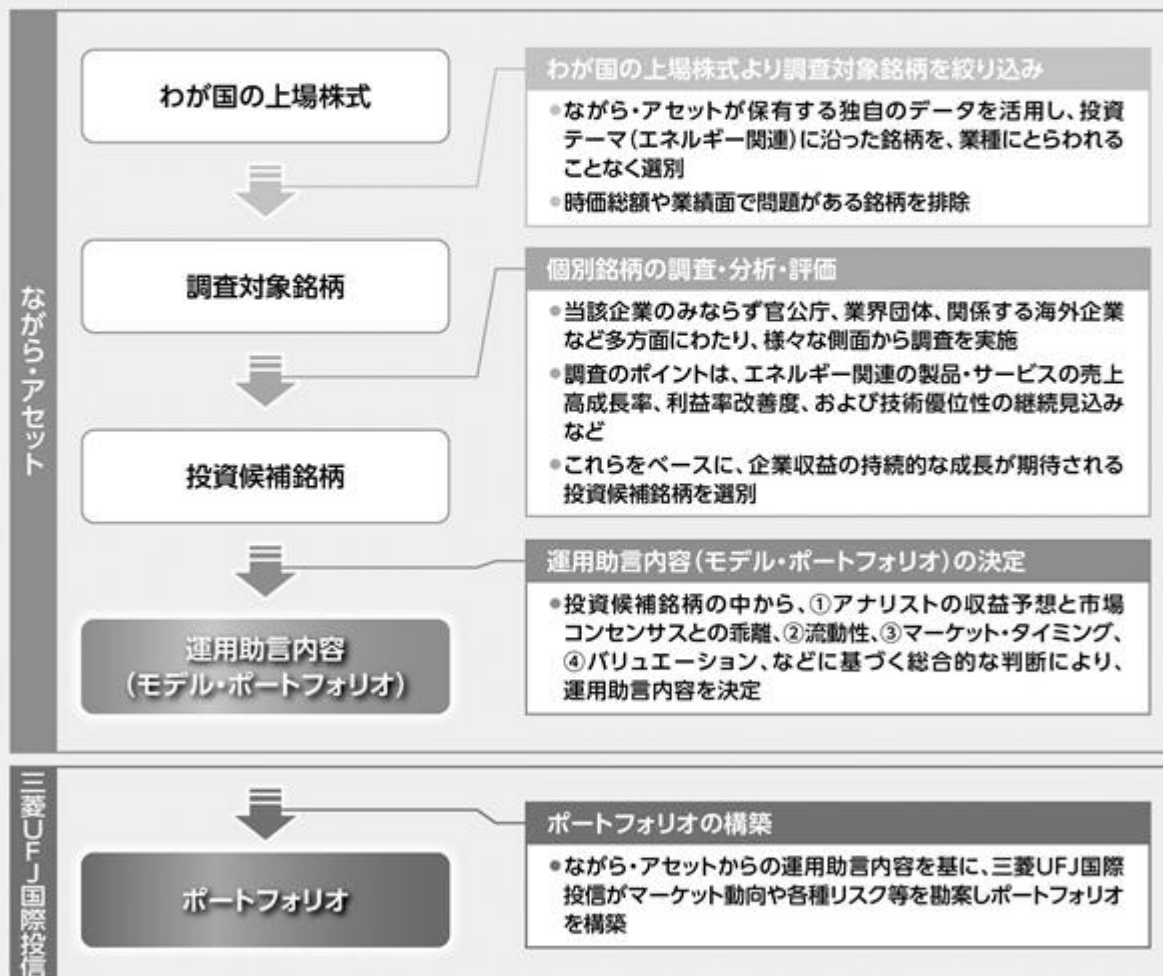 ながら・アセット
わが国の上場株式
わが国の上場株式より調査対象銘柄を絞り込み
●ながら・アセットが保有する独自のデータを活用し、投資
テーマ(エネルギー関連)に沿った銘柄を、業種にとらわれる
ことなく選別
●時価総額や業績面で問題がある銘柄を排除
調査対象銘柄
個別銘柄の調査・分析・評価
●当該企業のみならず官公庁、業界団体、関係する海外企業
など多方面にわたり、様々な側面から調査を実施
●調査のポイントは、エネルギー関連の製品・サービスの売上
高成長率、利益率改善度、および技術優位性の継続見込み
など
●これらをベースに、企業収益の持続的な成長が期待される
投資候補銘柄を選別
投資候補銘柄
運用助言内容(モデル・ポートフォリオ)の決定
●投資候補銘柄の中から、①アナリストの収益予想と市場
コンセンサスとの乖離、②流動性、③マーケット・タイミング、
④バリュエーション、などに基づく総合的な判断により、
運用助言内容を決定
運用助言内容
(モデル・ポートフォリオ)
三菱UFJ国際投信
ポートフォリオの構築
●ながら・アセットからの運用助言内容を基に、三菱UFJ国際
投信がマーケット動向や各種リスク等を勘案しポートフォリオ
を構築
ポートフォリオ